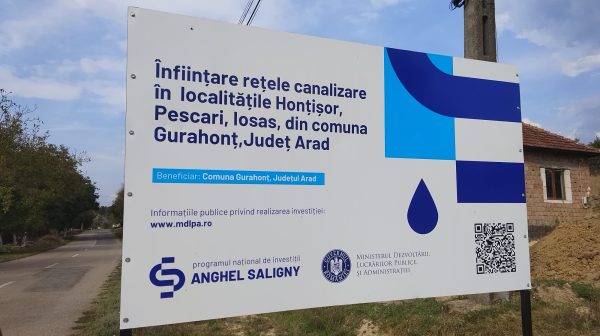 Înființare rețele canalizare
în localitățile Honțișor,
Pescari, Iosas, din comuna
Gurahonț,Județ Arad
Beneficiar: Comuna Gurahonț, Județul Arad
Informațiile publice privind realizarea investiției:
www.mdlpa.ro
programul național de investiții
ANGHEL SALIGNY
Ministerul Dezvoltării,
Lucrărilor Publice,
și Administrației